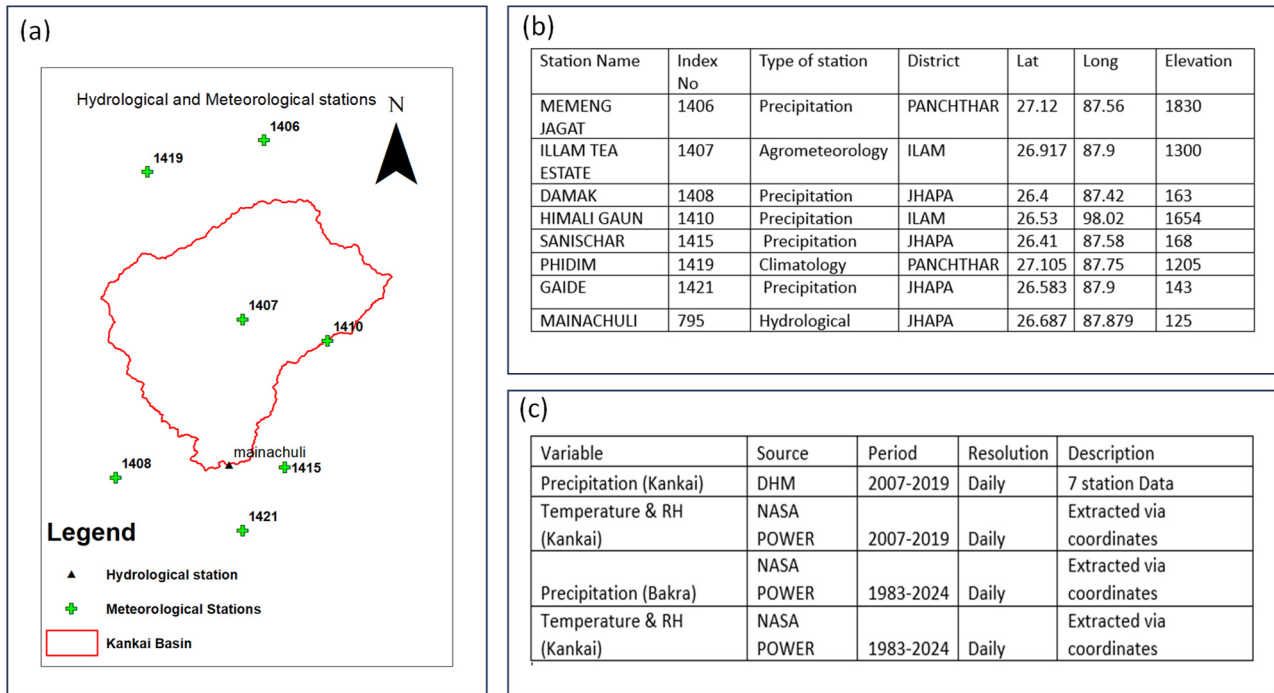 (a)
Hydrological and Meteorological stations
N
1406
1419
1407
1410
mainachuli
1408
1415
1421
Legend
Hydrological station
Meteorological Stations
Kankai Basin
(b)
Station Name Index No Type of station District Lat Long Elevation
MEMENG JAGAT 1406 Precipitation PANCHTHAR 27.12 87.56 1830
ILLAM TEA ESTATE 1407 Agrometeorology ILAM 26.917 87.9 1300
DAMAK 1408 Precipitation JHAPA 26.4 87.42 163
HIMALI GAUN 1410 Precipitation ILAM 26.53 98.02 1654
SANISCHAR 1415 Precipitation JHAPA 26.41 87.58 168
PHIDIM 1419 Climatology PANCHTHAR 27.105 87.75 1205
GAIDE 1421 Precipitation JHAPA 26.583 87.9 143
MAINACHULI 795 Hydrological JHAPA 26.687 87.879 125
(c)
Variable Source Period Resolution Description
Precipitation (Kankai) DHM 2007-2019 Daily 7 station Data
Temperature & RH (Kankai) NASA POWER 2007-2019 Daily Extracted via coordinates
Precipitation (Bakra) NASA POWER 1983-2024 Daily Extracted via coordinates
Temperature & RH (Kankai) NASA POWER 1983-2024 Daily Extracted via coordinates